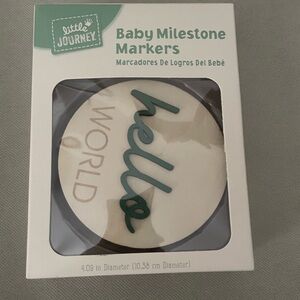 little
JOURNEY
Baby Milestone
Markers
Marcadores De Logros Del Bebé
hello
WORLD
4.09 in Diameter (10.38 cm Diameter)